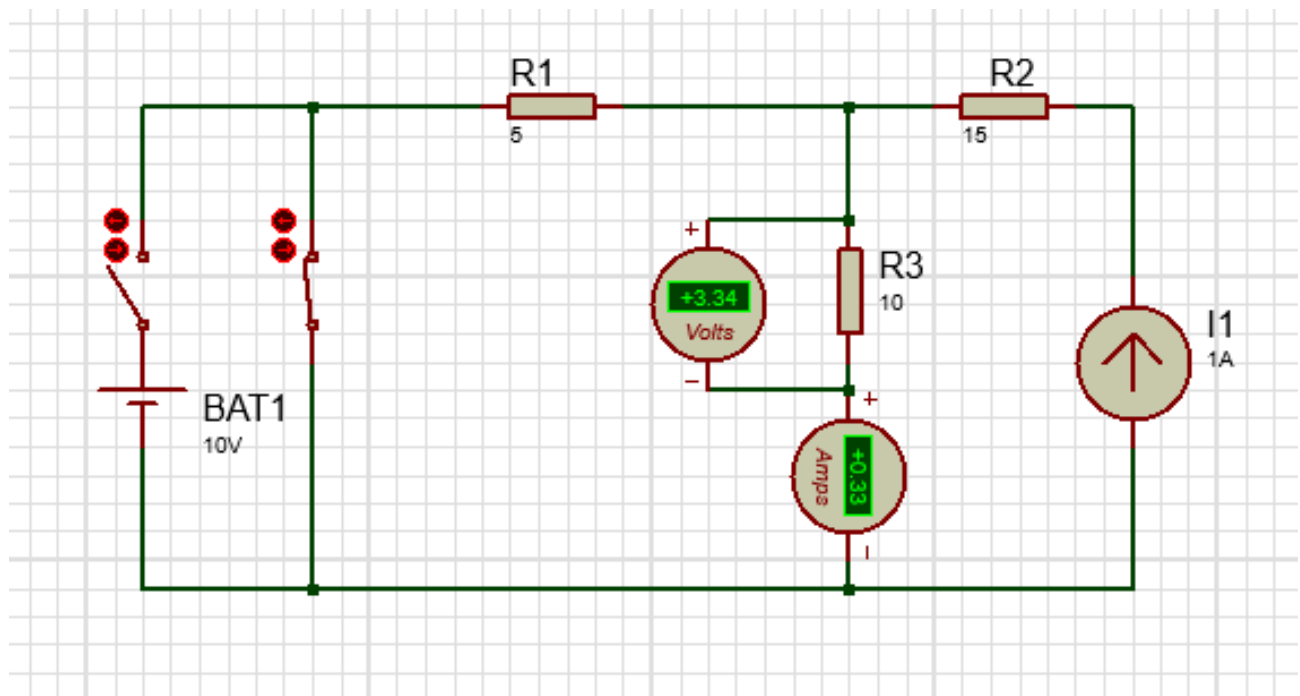 R1
R2
5
15
+
R3
10
+3.34
Volts
−
I1
1A
BAT1
10V
+
+0.33
Amps
−